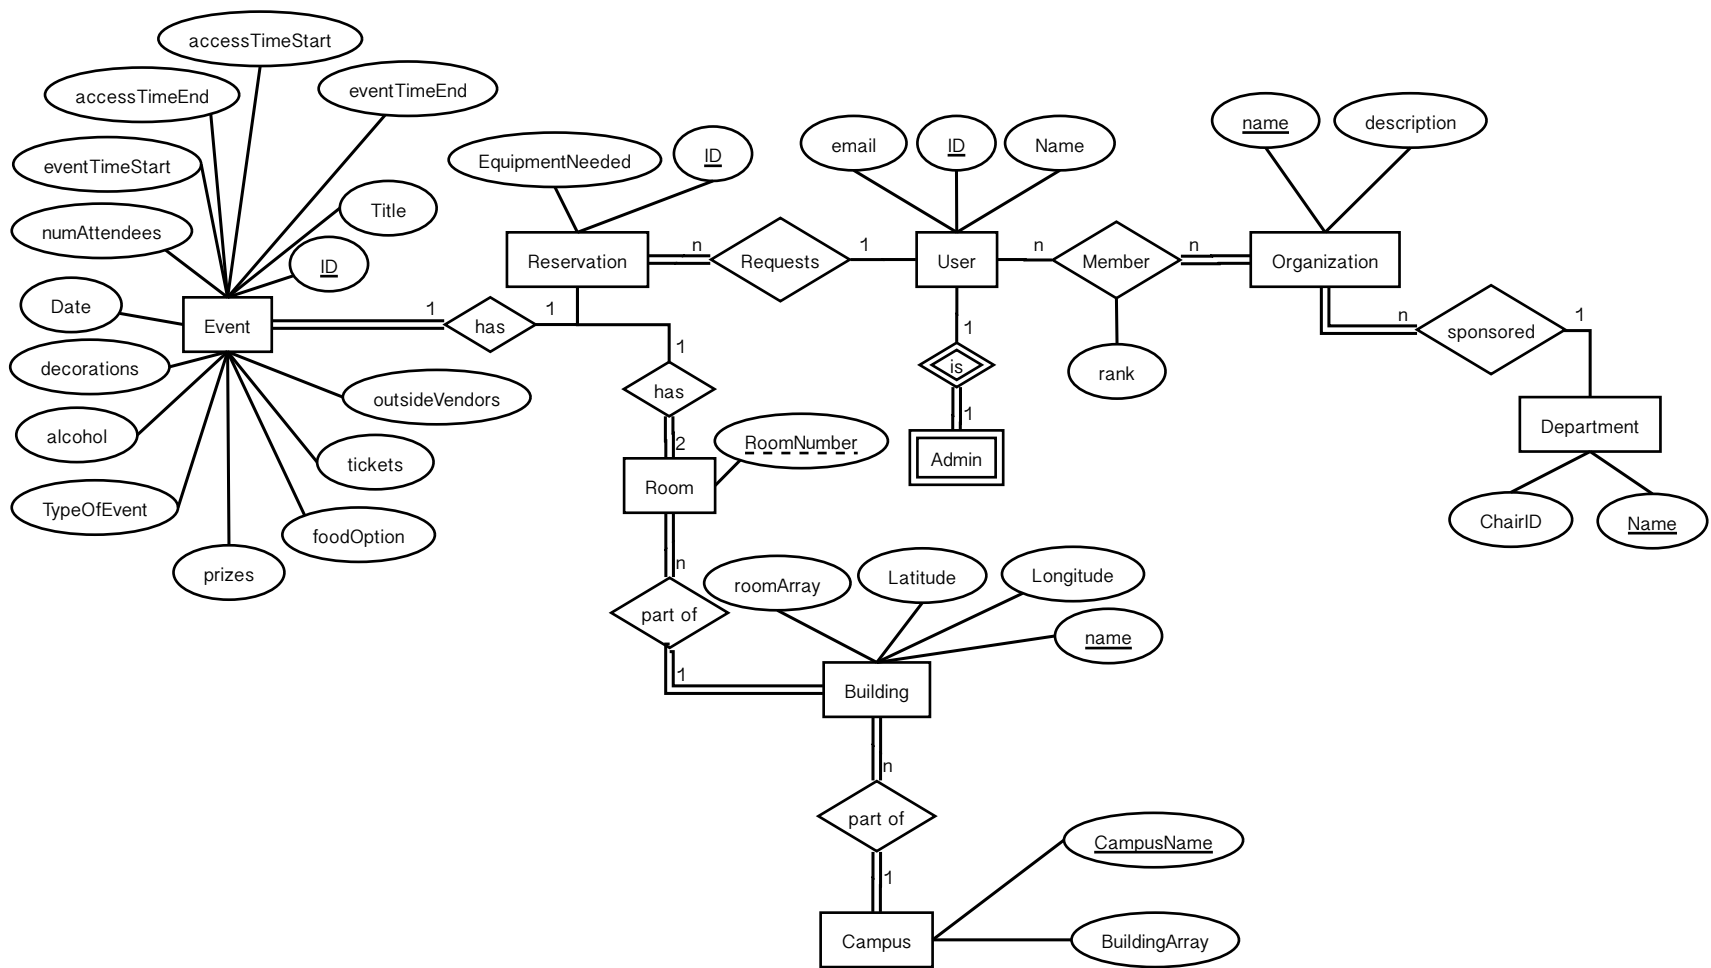 accessTimeStart
accessTimeEnd
eventTimeEnd
eventTimeStart
numAttendees
Title
ID
Date
Event
decorations
alcohol
TypeOfEvent
prizes
foodOption
tickets
outsideVendors
1
has
1
EquipmentNeeded
ID
Reservation
n
Requests
1
email
ID
Name
User
n
Member
n
rank
name
description
Organization
n
sponsored
1
Department
ChairID
Name
1
is
1
Admin
1
has
2
Room
RoomNumber
n
part of
1
roomArray
Latitude
Longitude
name
Building
n
part of
1
Campus
CampusName
BuildingArray